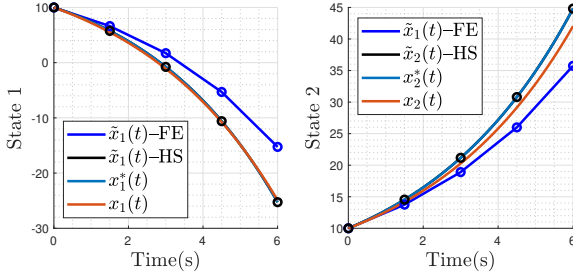 10
0
-10
-20
-30
State 1
x̃₁(t)–FE
x̃₁(t)–HS
x₁*(t)
x₁(t)
0 2 4 6
Time(s)
45
40
35
30
25
20
15
10
State 2
x̃₁(t)–FE
x̃₂(t)–HS
x₂*(t)
x₂(t)
0 2 4 6
Time(s)